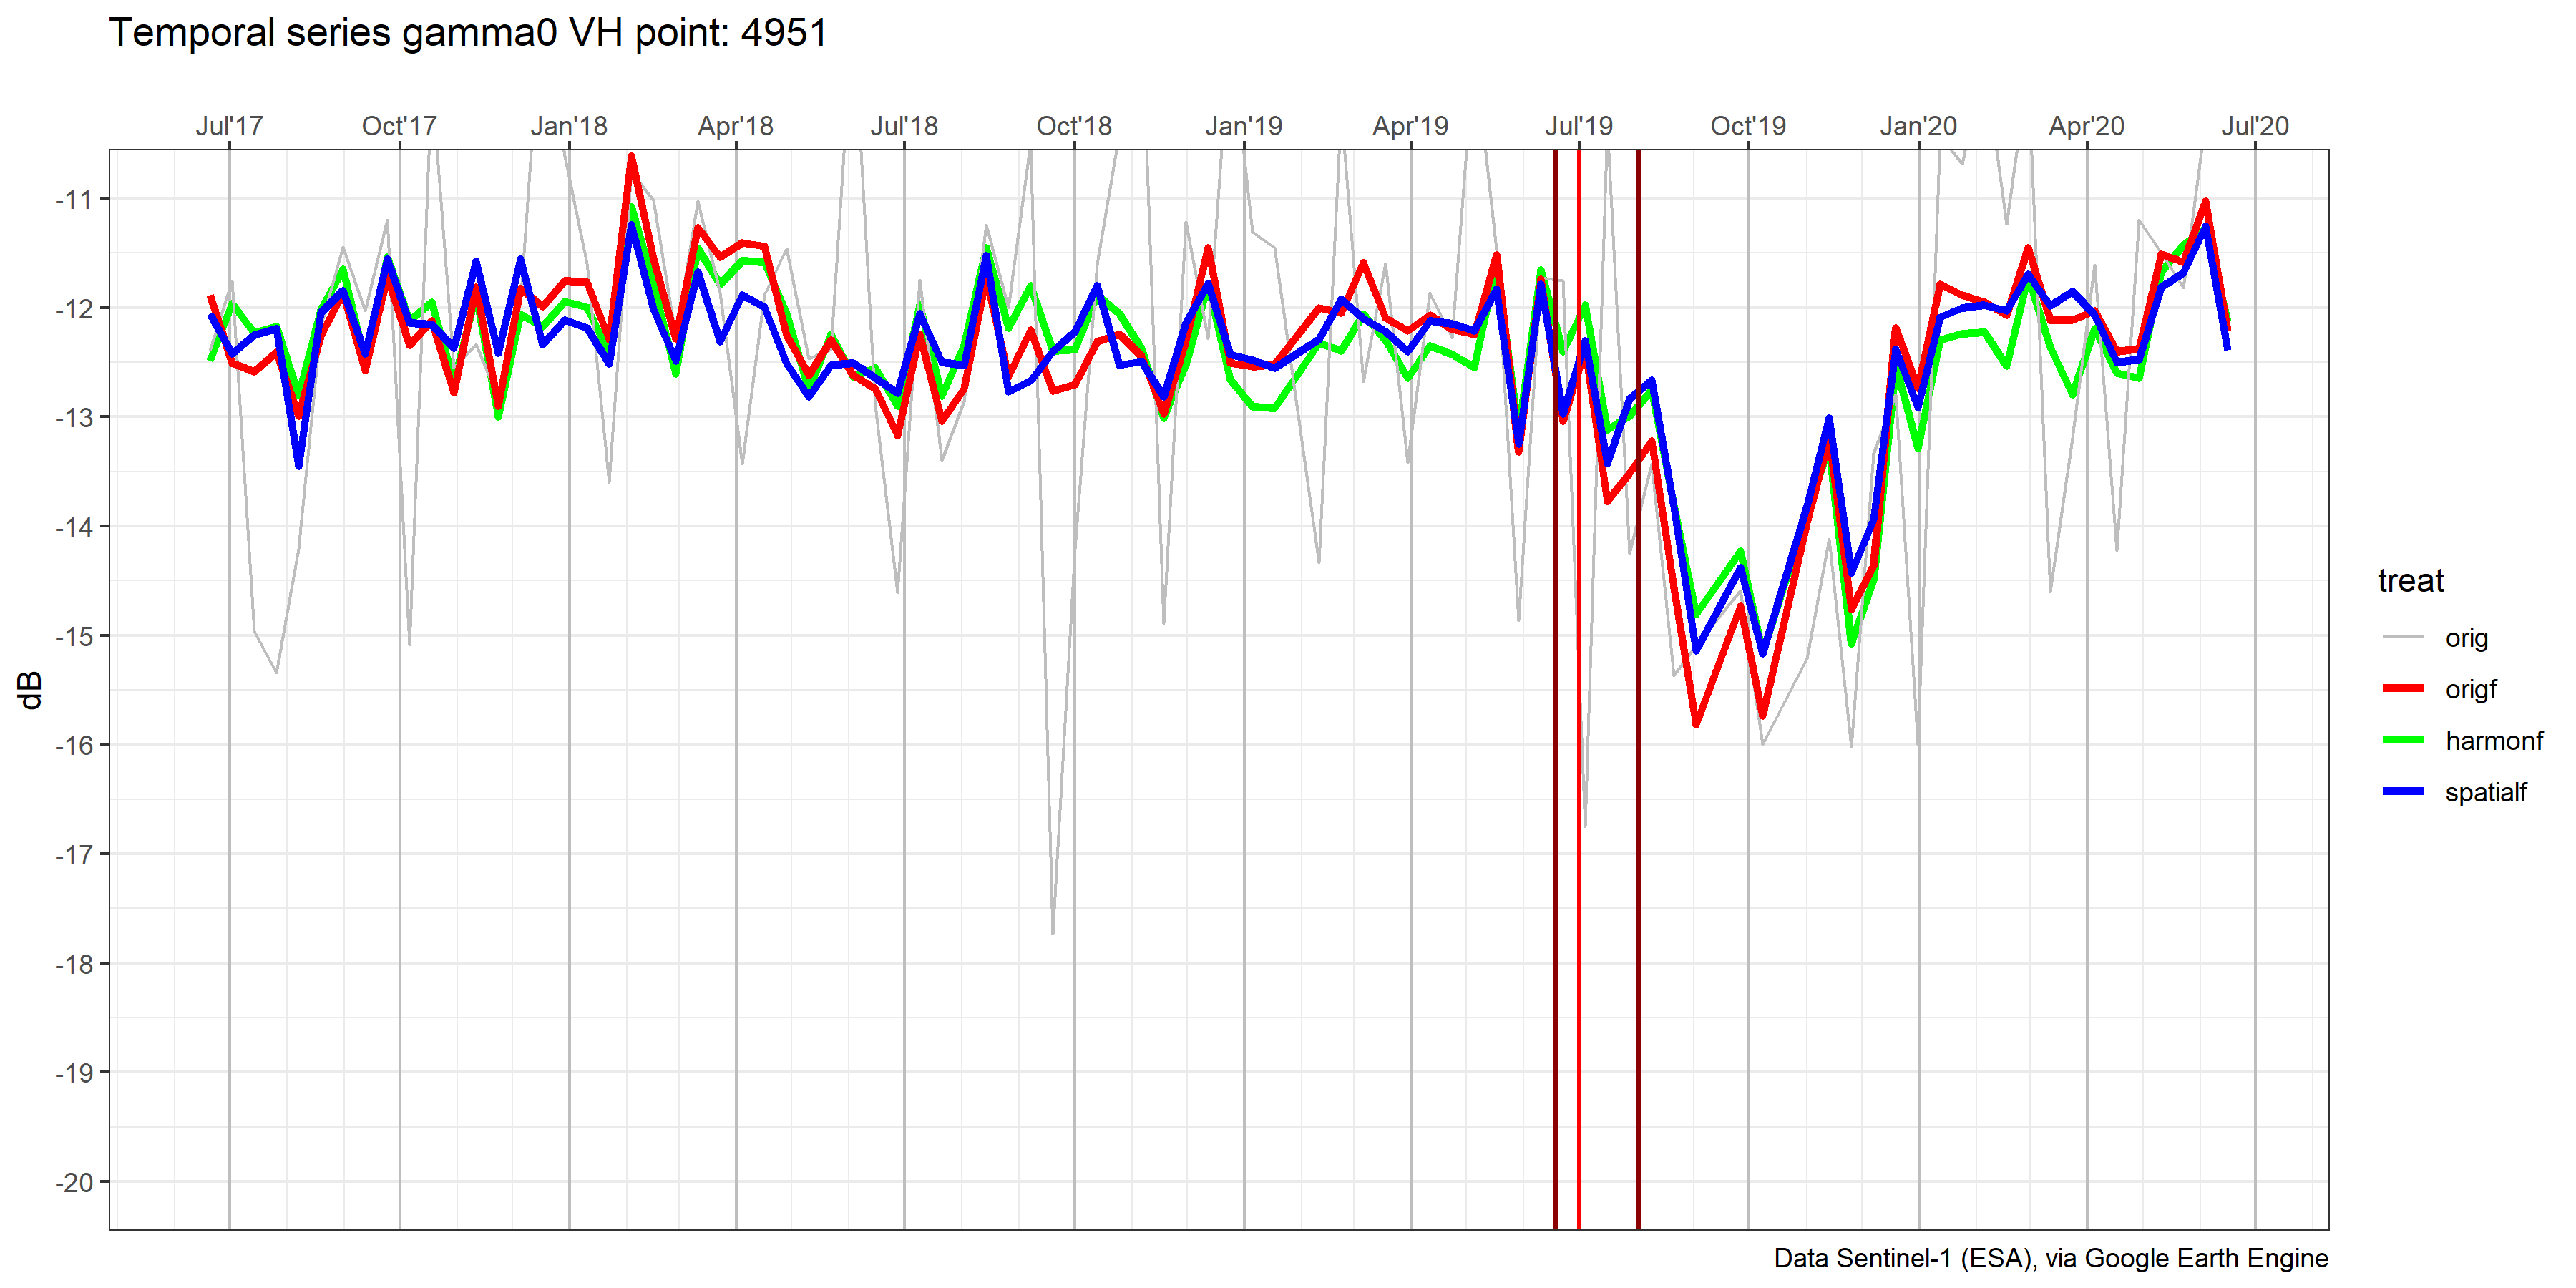 Temporal series gamma0 VH point: 4951
Jul'17 Oct'17 Jan'18 Apr'18 Jul'18 Oct'18 Jan'19 Apr'19 Jul'19 Oct'19 Jan'20 Apr'20 Jul'20
-11
-12
-13
-14
-15
-16
-17
-18
-19
-20
dB
treat
orig
origf
harmonf
spatialf
Data Sentinel-1 (ESA), via Google Earth Engine